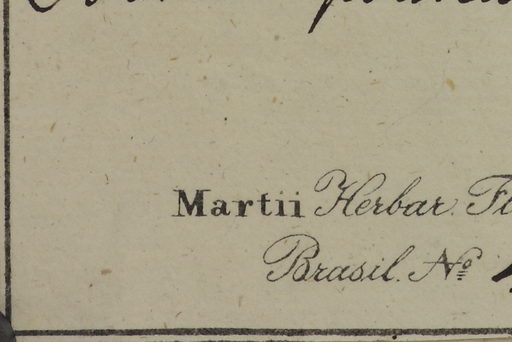 Martii Herbar. Fl
Brasil. Nº